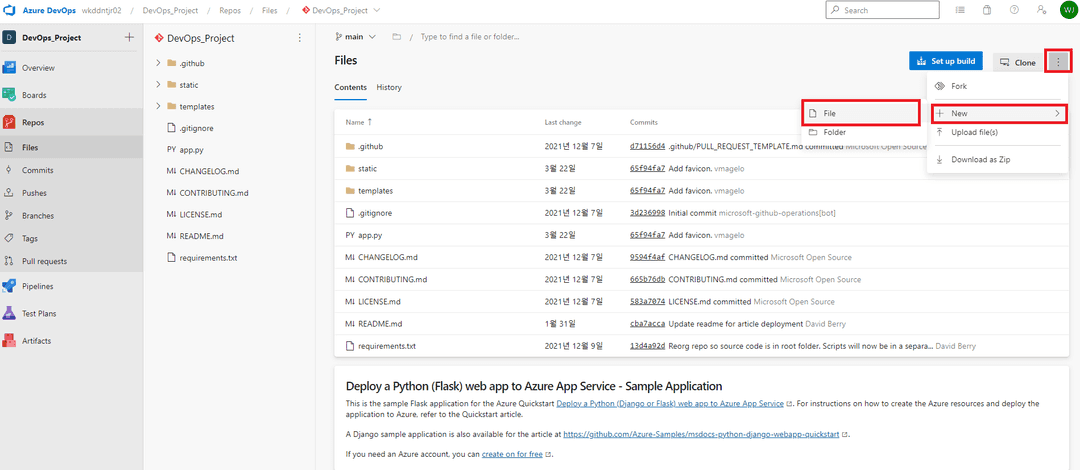 Azure DevOps wkddntjr02 / DevOps_Project / Repos / Files / DevOps_Project
Search
WJ
D DevOps_Project
Overview
Boards
Repos
Files
Commits
Pushes
Branches
Tags
Pull requests
Pipelines
Test Plans
Artifacts
DevOps_Project
.github
static
templates
.gitignore
PY app.py
M↓ CHANGELOG.md
M↓ CONTRIBUTING.md
M↓ LICENSE.md
M↓ README.md
requirements.txt
main / Type to find a file or folder...
Files
Set up build
Clone
Contents History
Fork
New
Upload file(s)
Download as Zip
File
Folder
Name ↑ Last change Commits
.github 2021년 12월 7일 d71156d4 .github/PULL_REQUEST_TEMPLATE.md committed Microsoft Open Source
static 3월 22일 65f94fa7 Add favicon. vmagelo
templates 3월 22일 65f94fa7 Add favicon. vmagelo
.gitignore 2021년 12월 7일 3d236998 Initial commit microsoft-github-operations[bot]
PY app.py 3월 22일 65f94fa7 Add favicon. vmagelo
M↓ CHANGELOG.md 2021년 12월 7일 9594f4af CHANGELOG.md committed Microsoft Open Source
M↓ CONTRIBUTING.md 2021년 12월 7일 665b76db CONTRIBUTING.md committed Microsoft Open Source
M↓ LICENSE.md 2021년 12월 7일 583a7074 LICENSE.md committed Microsoft Open Source
M↓ README.md 1월 31일 cba7acca Update readme for article deployment David Berry
requirements.txt 2021년 12월 9일 13d4a92d Reorg repo so source code is in root folder. Scripts will now be in a separa... David Berry
Deploy a Python (Flask) web app to Azure App Service - Sample Application
This is the sample Flask application for the Azure Quickstart Deploy a Python (Django or Flask) web app to Azure App Service. For instructions on how to create the Azure resources and deploy the
application to Azure, refer to the Quickstart article.
A Django sample application is also available for the article at https://github.com/Azure-Samples/msdocs-python-django-webapp-quickstart.
If you need an Azure account, you can create on for free.